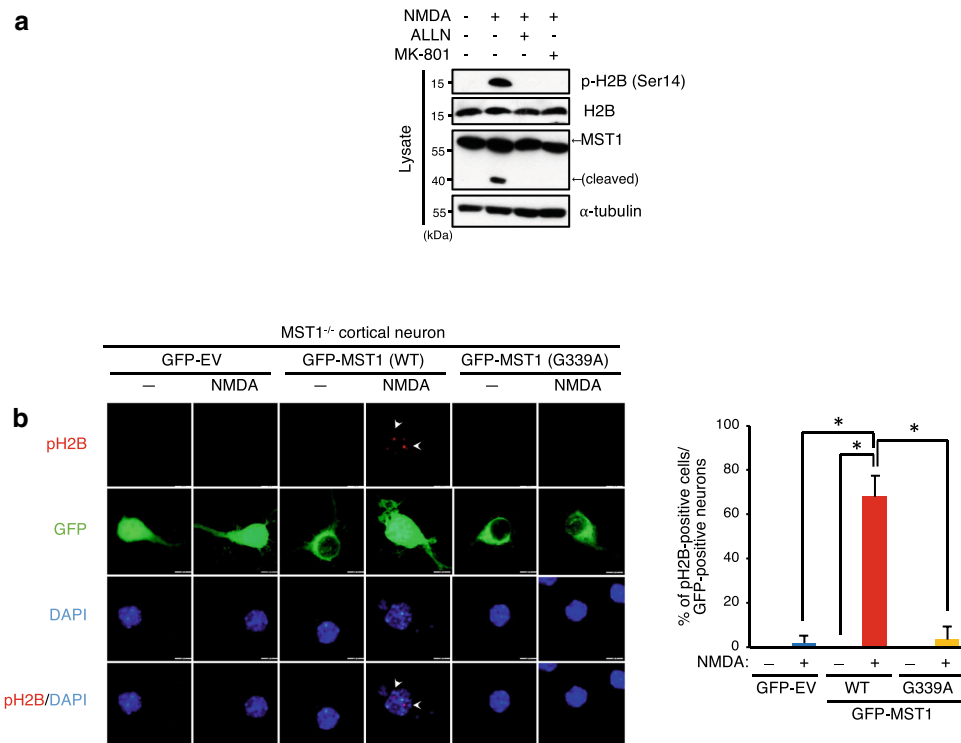 a
NMDA - + + +
ALLN - - + -
MK-801 - - - +
15 p-H2B (Ser14)
15 H2B
55 ←MST1
40 ←(cleaved)
55 α-tubulin
(kDa)
Lysate
MST1-/- cortical neuron
GFP-EV GFP-MST1 (WT) GFP-MST1 (G339A)
— NMDA — NMDA — NMDA
b
pH2B
GFP
DAPI
pH2B/DAPI
% of pH2B-positive cells/
GFP-positive neurons
100
80
60
40
20
0
* * *
NMDA: — + — + — +
GFP-EV WT G339A
GFP-MST1